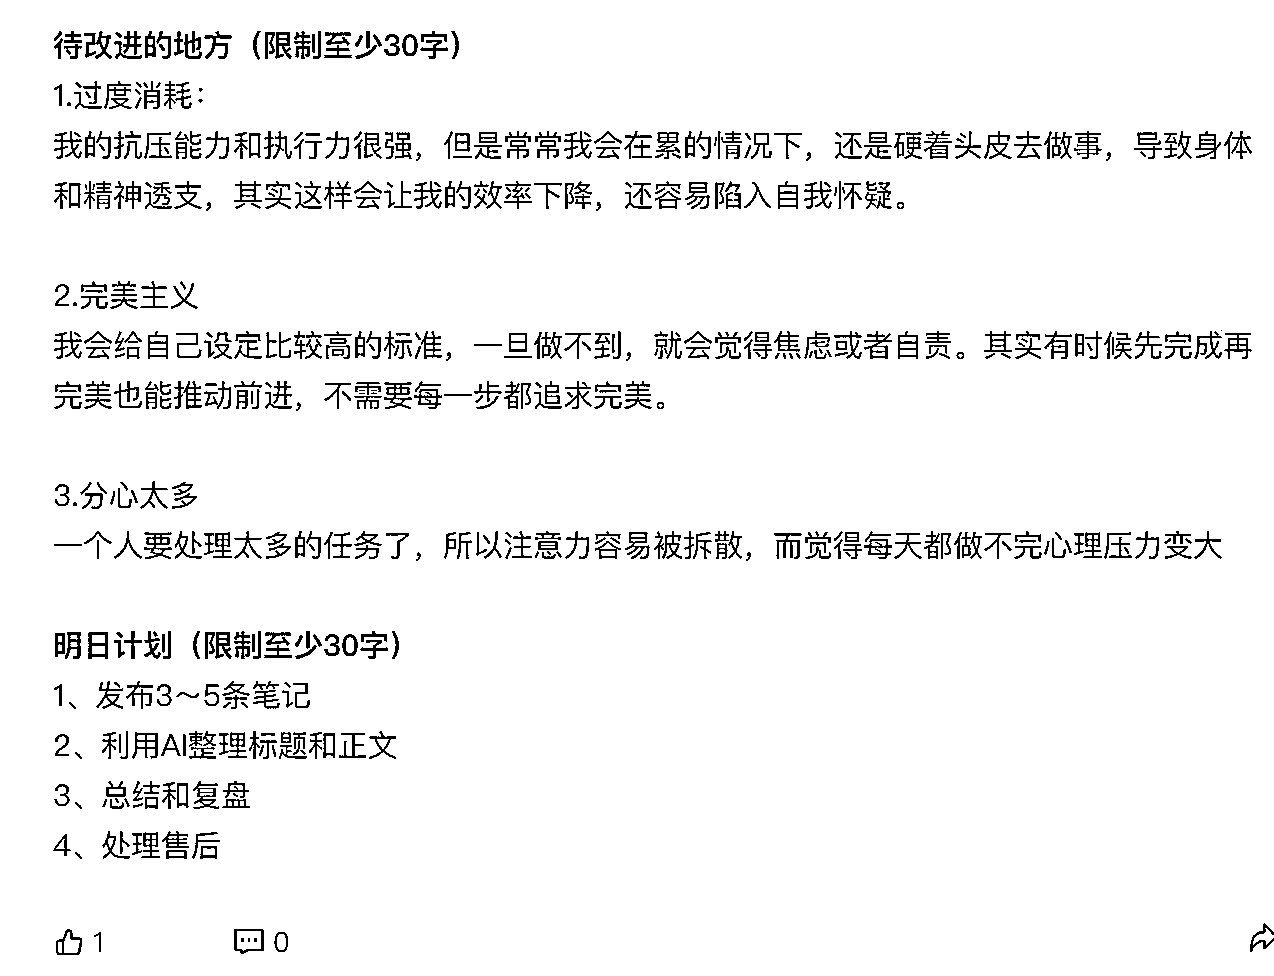 待改进的地方（限制至少30字）
1.过度消耗：
我的抗压能力和执行力很强，但是常常我会在累的情况下，还是硬着头皮去做事，导致身体
和精神透支，其实这样会让我的效率下降，还容易陷入自我怀疑。
2.完美主义
我会给自己设定比较高的标准，一旦做不到，就会觉得焦虑或者自责。其实有时候先完成再
完美也能推动前进，不需要每一步都追求完美。
3.分心太多
一个人要处理太多的任务了，所以注意力容易被拆散，而觉得每天都做不完心理压力变大
明日计划（限制至少30字）
1、发布3～5条笔记
2、利用AI整理标题和正文
3、总结和复盘
4、处理售后
1 0